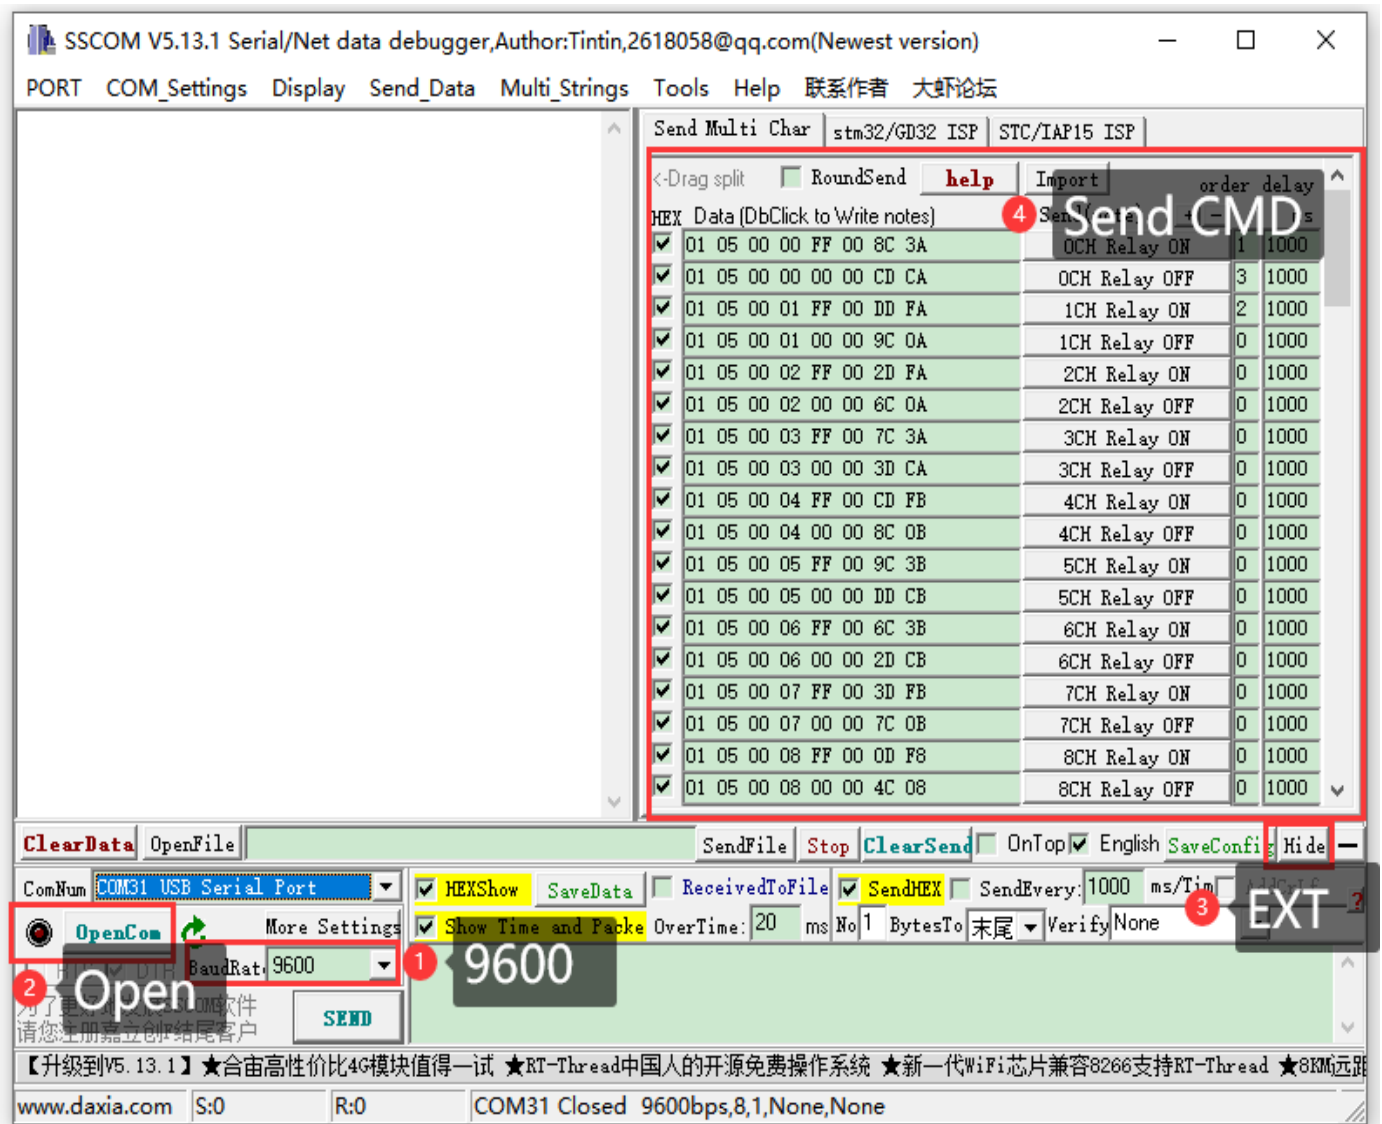 SSCOM V5.13.1 Serial/Net data debugger,Author:Tintin,2618058@qq.com(Newest version)
PORT COM_Settings Display Send_Data Multi_Strings Tools Help 联系作者 大虾论坛
Send Multi Char stm32/GD32 ISP STC/IAP15 ISP
<-Drag split RoundSend help Import order delay
HEX Data (DbClick to Write notes) 4 Send CMD
01 05 00 00 FF 00 8C 3A 0CH Relay ON 1 1000
01 05 00 00 00 00 CD CA 0CH Relay OFF 3 1000
01 05 00 01 FF 00 DD FA 1CH Relay ON 2 1000
01 05 00 01 00 00 9C 0A 1CH Relay OFF 0 1000
01 05 00 02 FF 00 2D FA 2CH Relay ON 0 1000
01 05 00 02 00 00 6C 0A 2CH Relay OFF 0 1000
01 05 00 03 FF 00 7C 3A 3CH Relay ON 0 1000
01 05 00 03 00 00 3D CA 3CH Relay OFF 0 1000
01 05 00 04 FF 00 CD FB 4CH Relay ON 0 1000
01 05 00 04 00 00 8C 0B 4CH Relay OFF 0 1000
01 05 00 05 FF 00 9C 3B 5CH Relay ON 0 1000
01 05 00 05 00 00 DD CB 5CH Relay OFF 0 1000
01 05 00 06 FF 00 6C 3B 6CH Relay ON 0 1000
01 05 00 06 00 00 2D CB 6CH Relay OFF 0 1000
01 05 00 07 FF 00 3D FB 7CH Relay ON 0 1000
01 05 00 07 00 00 7C 0B 7CH Relay OFF 0 1000
01 05 00 08 FF 00 0D F8 8CH Relay ON 0 1000
01 05 00 08 00 00 4C 08 8CH Relay OFF 0 1000
ClearData OpenFile SendFile Stop ClearSend OnTop English SaveConfig Hide
ComNum COM31 USB Serial Port HEXShow SaveData ReceivedToFile SendHEX SendEvery: 1000 ms/Tim
3 EXT
OpenCom More Settings Show Time and Packe OverTime: 20 ms No 1 BytesTo 末尾 Verify None
BaudRat 9600 1 9600
2 Open
SEND
【升级到V5.13.1】★合宙高性价比4G模块值得一试 ★RT-Thread中国人的开源免费操作系统 ★新一代WiFi芯片兼容8266支持RT-Thread ★8KM远距
www.daxia.com S:0 R:0 COM31 Closed 9600bps,8,1,None,None